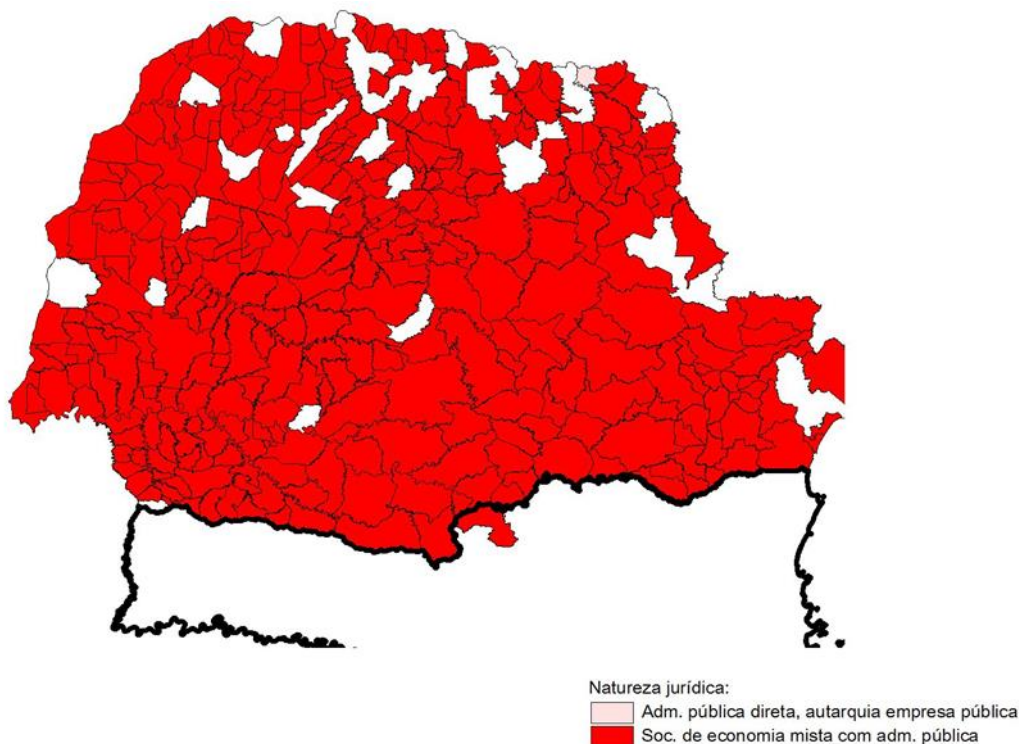 Natureza jurídica:
Adm. pública direta, autarquia empresa pública
Soc. de economia mista com adm. pública